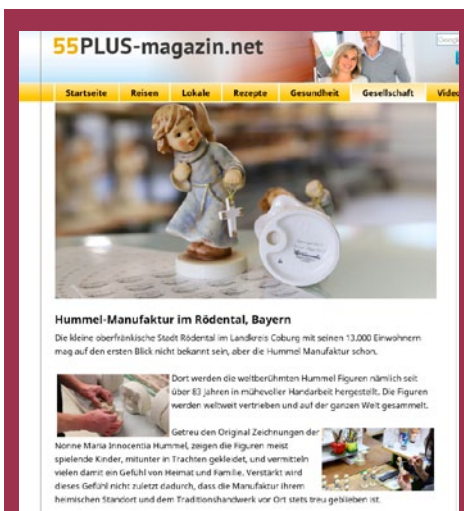 55PLUS-magazin.net
Startseite Reisen Lokale Rezepte Gesundheit Gesellschaft Video
Hummel-Manufaktur im Rödental, Bayern
Die kleine oberfränkische Stadt Rödental im Landkreis Coburg mit seinen 13.000 Einwohnern
mag auf den ersten Blick nicht bekannt sein, aber die Hummel Manufaktur schon.
Dort werden die weltberühmten Hummel Figuren nämlich seit
über 83 Jahren in mühevoller Handarbeit hergestellt. Die Figuren
werden weltweit vertrieben und auf der ganzen Welt gesammelt.
Getreu den Original Zeichnungen der
Nonne Maria Innocentia Hummel, zeigen die Figuren meist
spielende Kinder, mitunter in Trachten gekleidet, und vermitteln
vielen damit ein Gefühl von Heimat und Familie. Verstärkt wird
dieses Gefühl nicht zuletzt dadurch, dass die Manufaktur ihrem
heimischen Standort und dem Traditionshandwerk vor Ort stets treu geblieben ist.